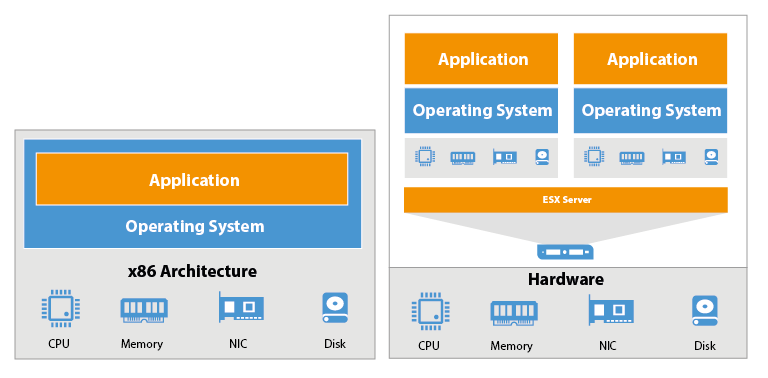 Application
Operating System
x86 Architecture
CPU
Memory
NIC
Disk
Application
Application
Operating System
Operating System
ESX Server
Hardware
CPU
Memory
NIC
Disk